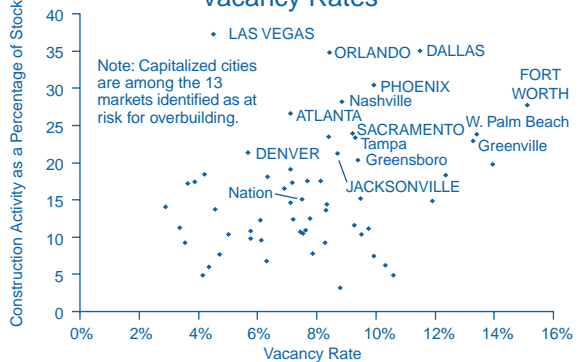 Vacancy Rates
Construction Activity as a Percentage of Stock
40
35
30
25
20
15
10
5
0
Note: Capitalized cities
are among the 13
markets identified as at
risk for overbuilding.
LAS VEGAS
ORLANDO
DALLAS
PHOENIX
FORT
WORTH
Nashville
ATLANTA
W. Palm Beach
SACRAMENTO
Tampa
Greenville
DENVER
Greensboro
JACKSONVILLE
Nation
0%
2%
4%
6%
8%
10%
12%
14%
16%
Vacancy Rate